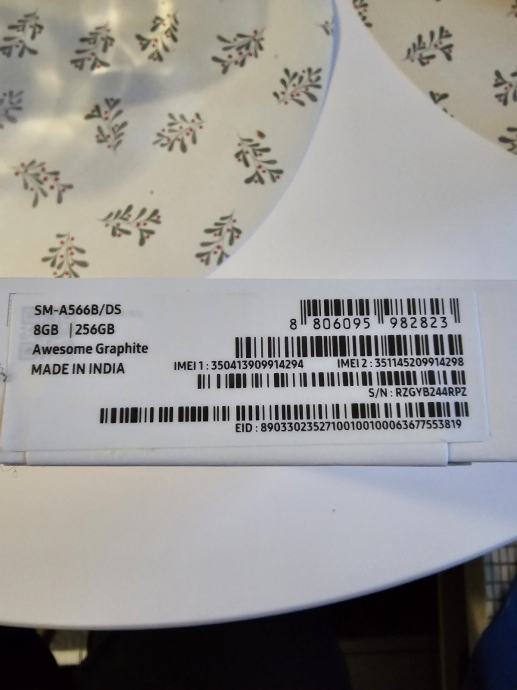 SM-A566B/DS
8GB | 256GB
Awesome Graphite
MADE IN INDIA
8 806095 982823
IMEI 1 : 350413909914294 IMEI 2 : 351145209914298
S/N : RZGYB244RPZ
EID : 89033023527100100100063677553819